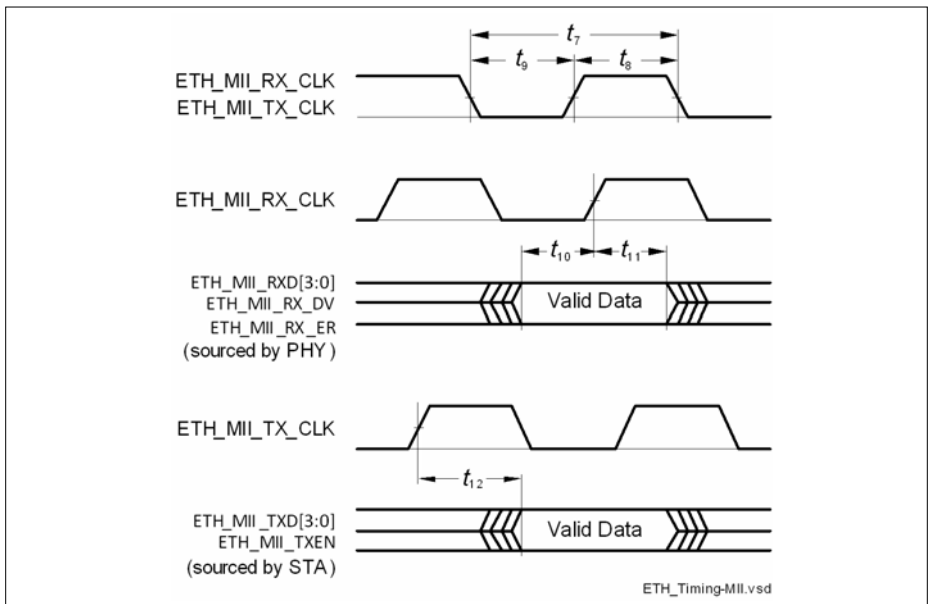 t7
t9
t8
ETH_MII_RX_CLK
ETH_MII_TX_CLK
ETH_MII_RX_CLK
t10
t11
ETH_MII_RXD[3:0]
ETH_MII_RX_DV
Valid Data
ETH_MII_RX_ER
(sourced by PHY )
ETH_MII_TX_CLK
t12
ETH_MII_TXD[3:0]
Valid Data
ETH_MII_TXEN
(sourced by STA)
ETH_Timing-MII.vsd